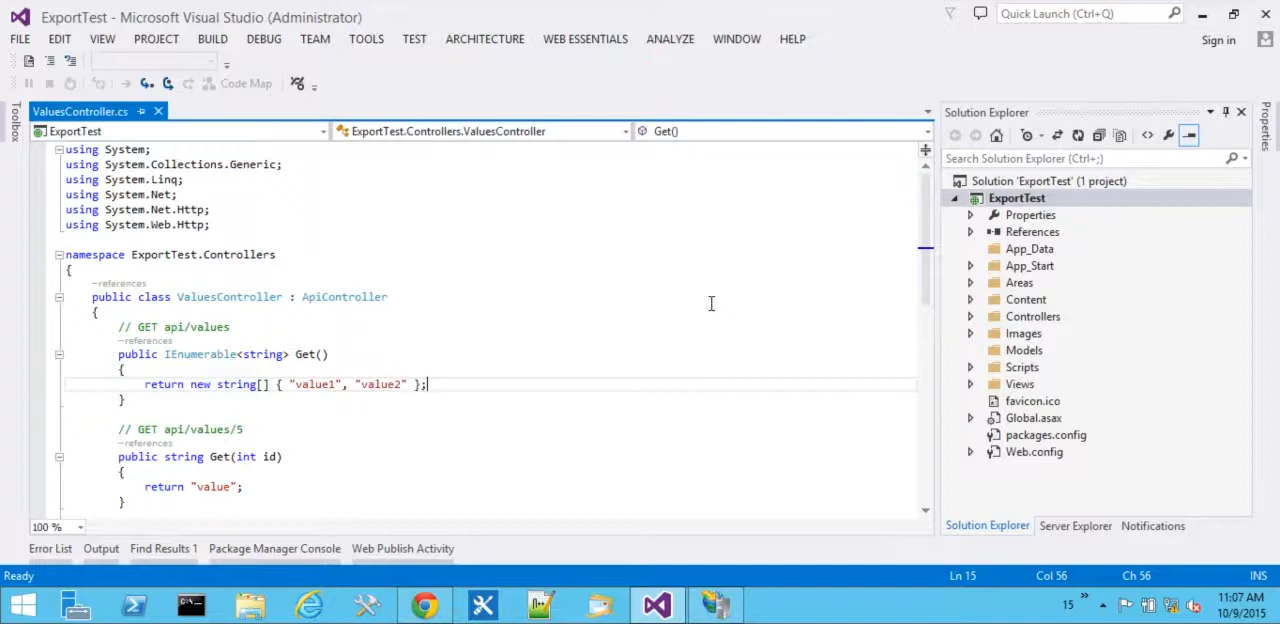 ExportTest - Microsoft Visual Studio (Administrator)
Quick Launch (Ctrl+Q)
FILE EDIT VIEW PROJECT BUILD DEBUG TEAM TOOLS TEST ARCHITECTURE WEB ESSENTIALS ANALYZE WINDOW HELP
Sign in
Code Map
Toolbox
ValuesController.cs
ExportTest
ExportTest.Controllers.ValuesController
Get()
using System;
using System.Collections.Generic;
using System.Linq;
using System.Net;
using System.Net.Http;
using System.Web.Http;
namespace ExportTest.Controllers
{
-references
public class ValuesController : ApiController
{
// GET api/values
-references
public IEnumerable<string> Get()
{
return new string[] { "value1", "value2" };
}
// GET api/values/5
-references
public string Get(int id)
{
return "value";
}
100 %
Solution Explorer
Search Solution Explorer (Ctrl+;)
Solution 'ExportTest' (1 project)
ExportTest
Properties
References
App_Data
App_Start
Areas
Content
Controllers
Images
Models
Scripts
Views
favicon.ico
Global.asax
packages.config
Web.config
Solution Explorer Server Explorer Notifications
Properties
Error List Output Find Results 1 Package Manager Console Web Publish Activity
Ready
Ln 15 Col 56 Ch 56 INS
15
11:07 AM
10/9/2015